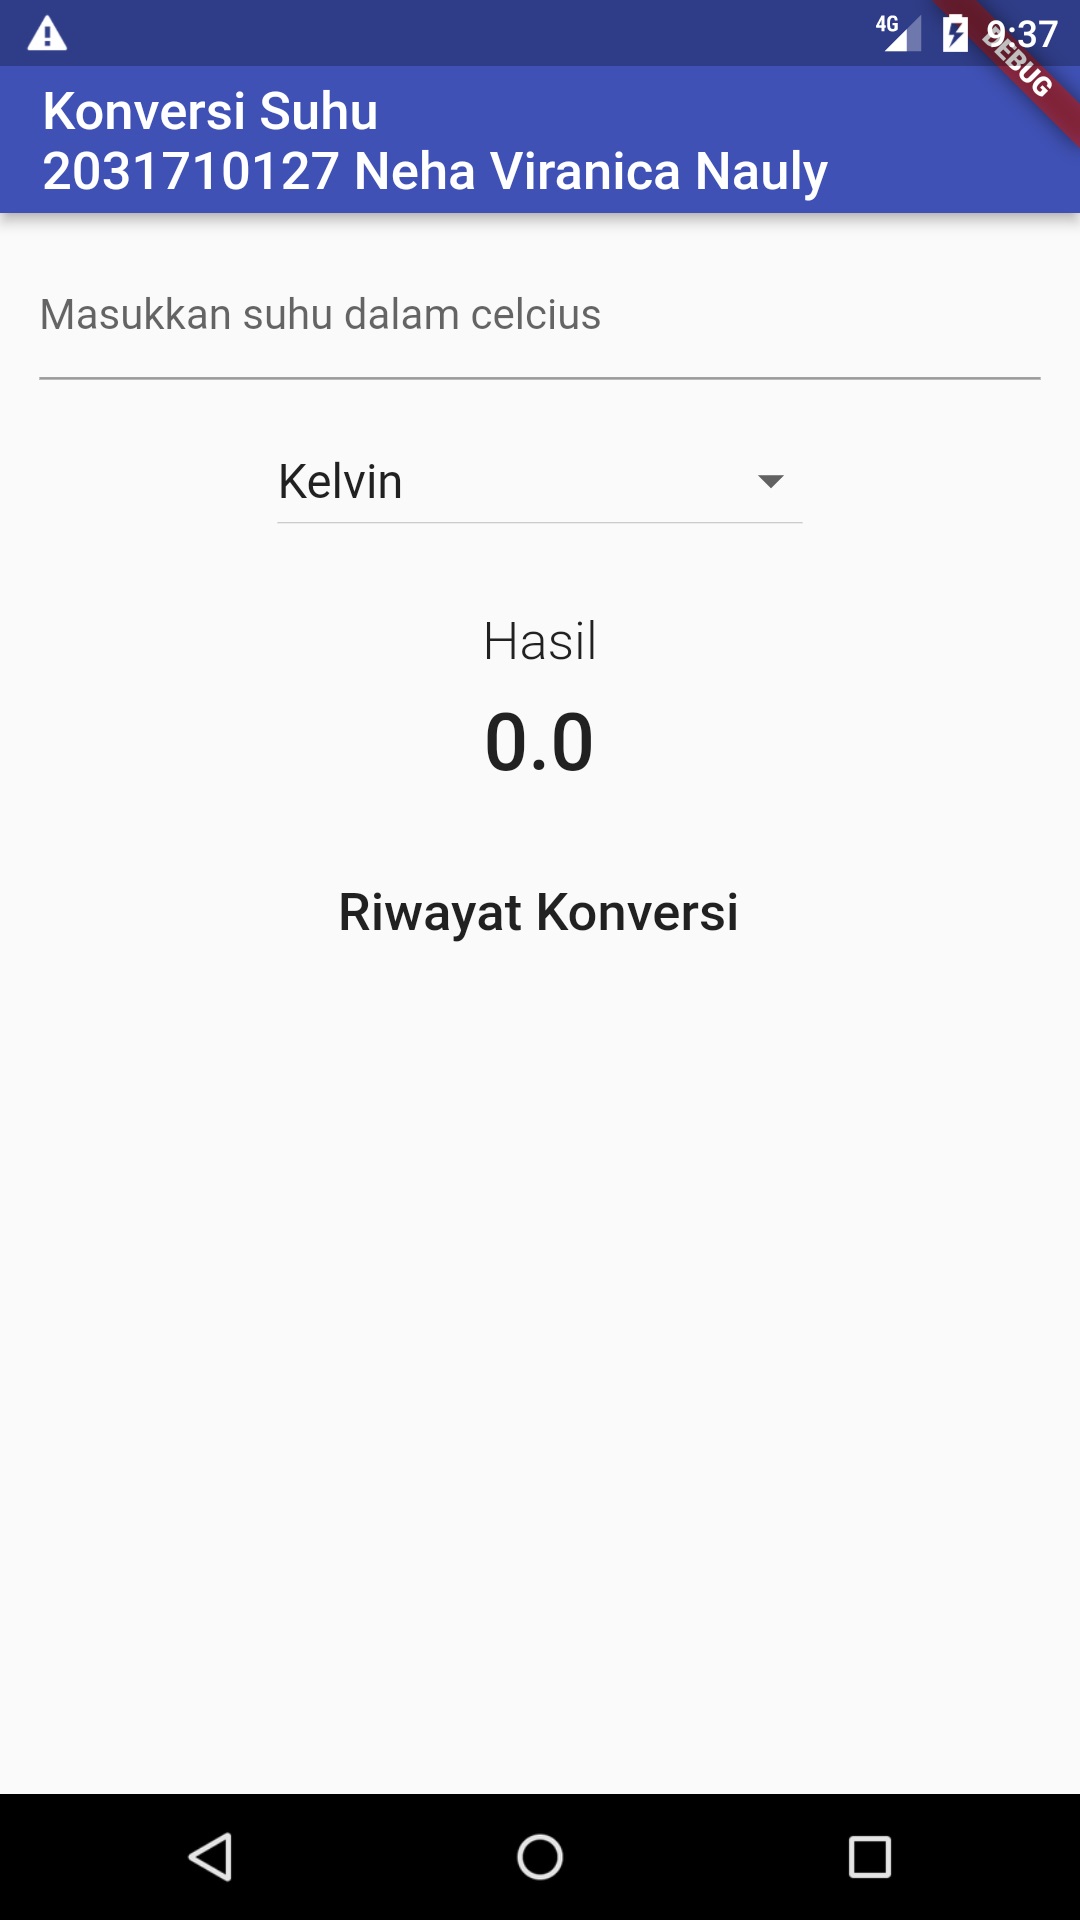 4G 9:37
DEBUG
Konversi Suhu
2031710127 Neha Viranica Nauly
Masukkan suhu dalam celcius
Kelvin
Hasil
0.0
Riwayat Konversi